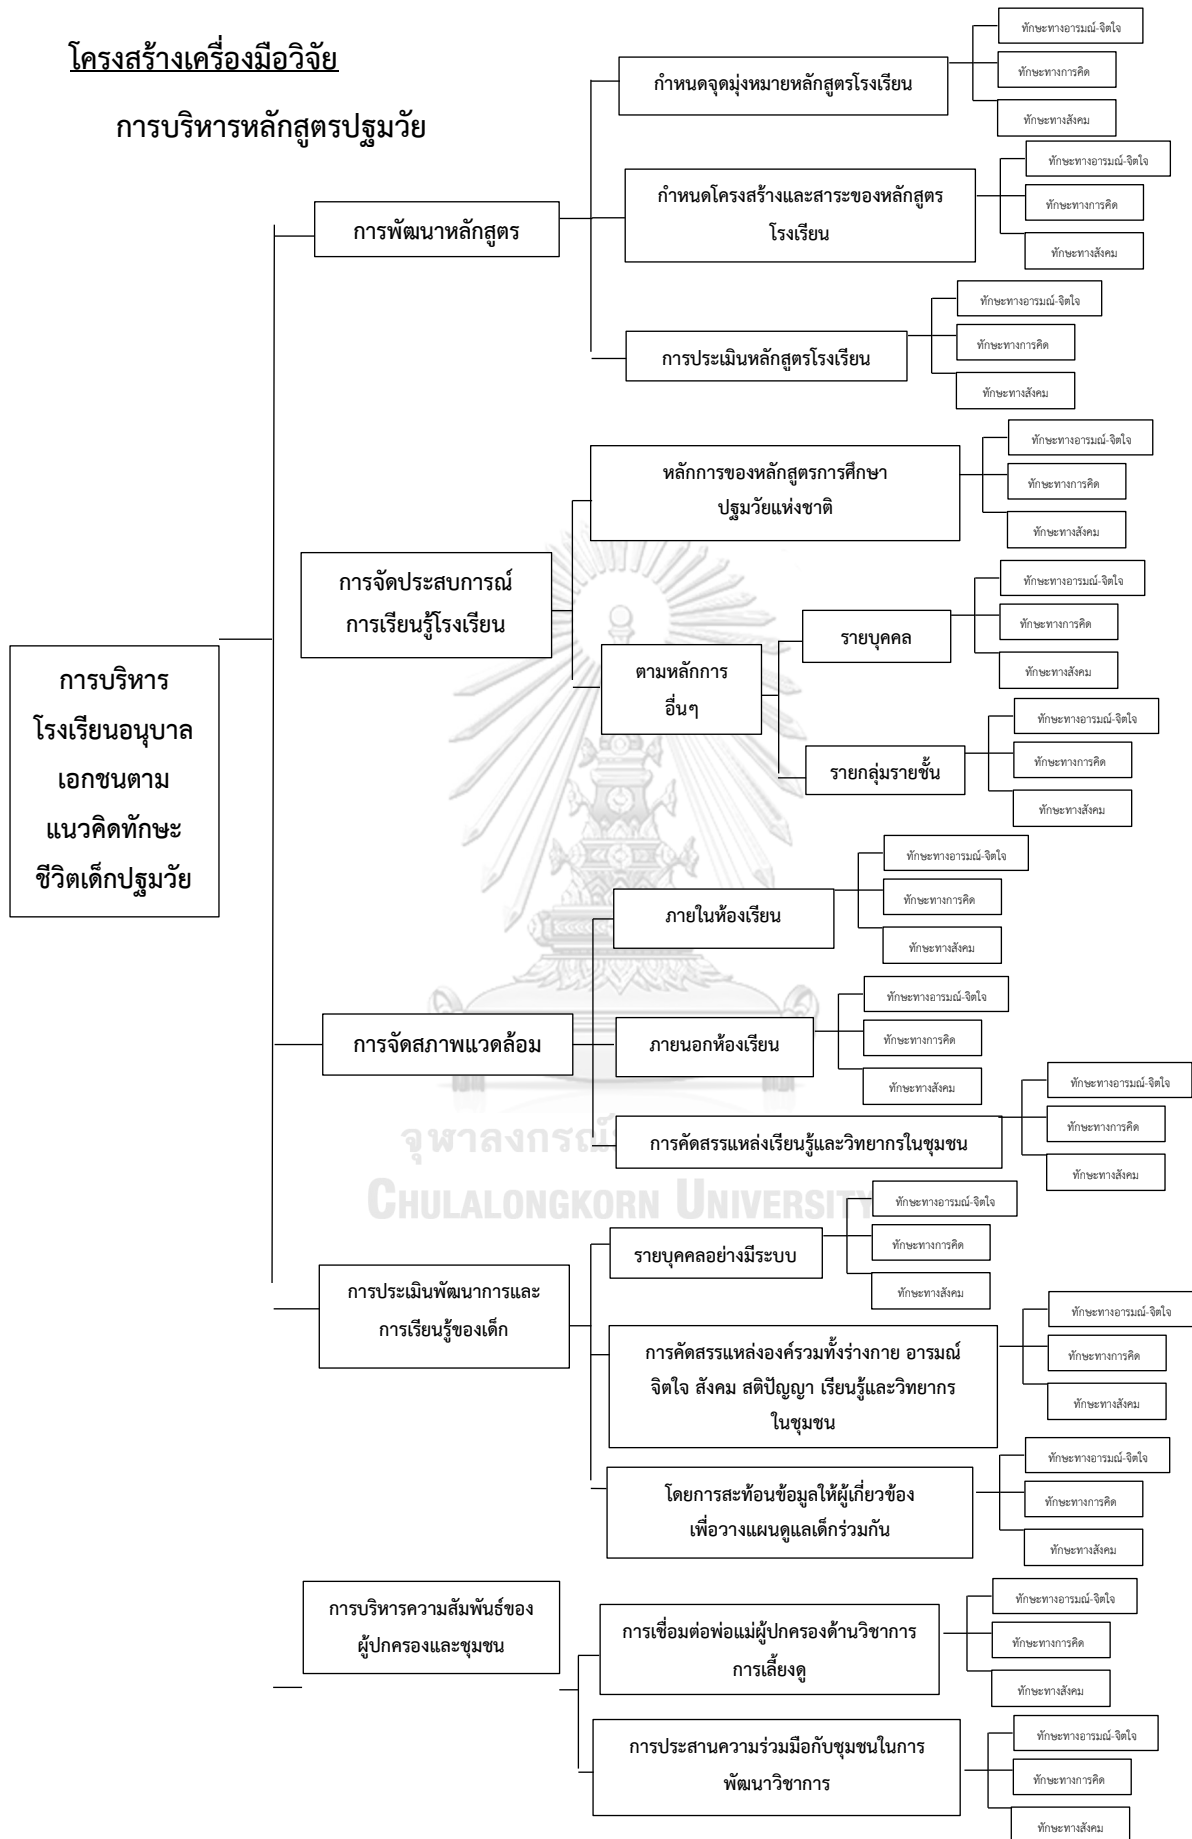 โครงสร้างเครื่องมือวิจัย
การบริหารหลักสูตรปฐมวัย
การบริหาร
โรงเรียนอนุบาล
เอกชนตาม
แนวคิดทักษะ
ชีวิตเด็กปฐมวัย
การพัฒนาหลักสูตร
กำหนดจุดมุ่งหมายหลักสูตรโรงเรียน
ทักษะทางอารมณ์-จิตใจ
ทักษะทางการคิด
ทักษะทางสังคม
กำหนดโครงสร้างและสาระของหลักสูตร
โรงเรียน
ทักษะทางอารมณ์-จิตใจ
ทักษะทางการคิด
ทักษะทางสังคม
การประเมินหลักสูตรโรงเรียน
ทักษะทางอารมณ์-จิตใจ
ทักษะทางการคิด
ทักษะทางสังคม
การจัดประสบการณ์
การเรียนรู้โรงเรียน
หลักการของหลักสูตรการศึกษา
ปฐมวัยแห่งชาติ
ทักษะทางอารมณ์-จิตใจ
ทักษะทางการคิด
ทักษะทางสังคม
ตามหลักการ
อื่นๆ
รายบุคคล
ทักษะทางอารมณ์-จิตใจ
ทักษะทางการคิด
ทักษะทางสังคม
รายกลุ่มรายชั้น
ทักษะทางอารมณ์-จิตใจ
ทักษะทางการคิด
ทักษะทางสังคม
การจัดสภาพแวดล้อม
ภายในห้องเรียน
ทักษะทางอารมณ์-จิตใจ
ทักษะทางการคิด
ทักษะทางสังคม
ภายนอกห้องเรียน
ทักษะทางอารมณ์-จิตใจ
ทักษะทางการคิด
ทักษะทางสังคม
การคัดสรรแหล่งเรียนรู้และวิทยากรในชุมชน
ทักษะทางอารมณ์-จิตใจ
ทักษะทางการคิด
ทักษะทางสังคม
จุฬาลงกรณ์
CHULALONGKORN UNIVERSITY
การประเมินพัฒนาการและ
การเรียนรู้ของเด็ก
รายบุคคลอย่างมีระบบ
ทักษะทางอารมณ์-จิตใจ
ทักษะทางการคิด
ทักษะทางสังคม
การคัดสรรแหล่งองค์รวมทั้งร่างกาย อารมณ์
จิตใจ สังคม สติปัญญา เรียนรู้และวิทยากร
ในชุมชน
ทักษะทางอารมณ์-จิตใจ
ทักษะทางการคิด
ทักษะทางสังคม
โดยการสะท้อนข้อมูลให้ผู้เกี่ยวข้อง
เพื่อวางแผนดูแลเด็กร่วมกัน
ทักษะทางอารมณ์-จิตใจ
ทักษะทางการคิด
ทักษะทางสังคม
การบริหารความสัมพันธ์ของ
ผู้ปกครองและชุมชน
การเชื่อมต่อพ่อแม่ผู้ปกครองด้านวิชาการ
การเลี้ยงดู
ทักษะทางอารมณ์-จิตใจ
ทักษะทางการคิด
ทักษะทางสังคม
การประสานความร่วมมือกับชุมชนในการ
พัฒนาวิชาการ
ทักษะทางอารมณ์-จิตใจ
ทักษะทางการคิด
ทักษะทางสังคม